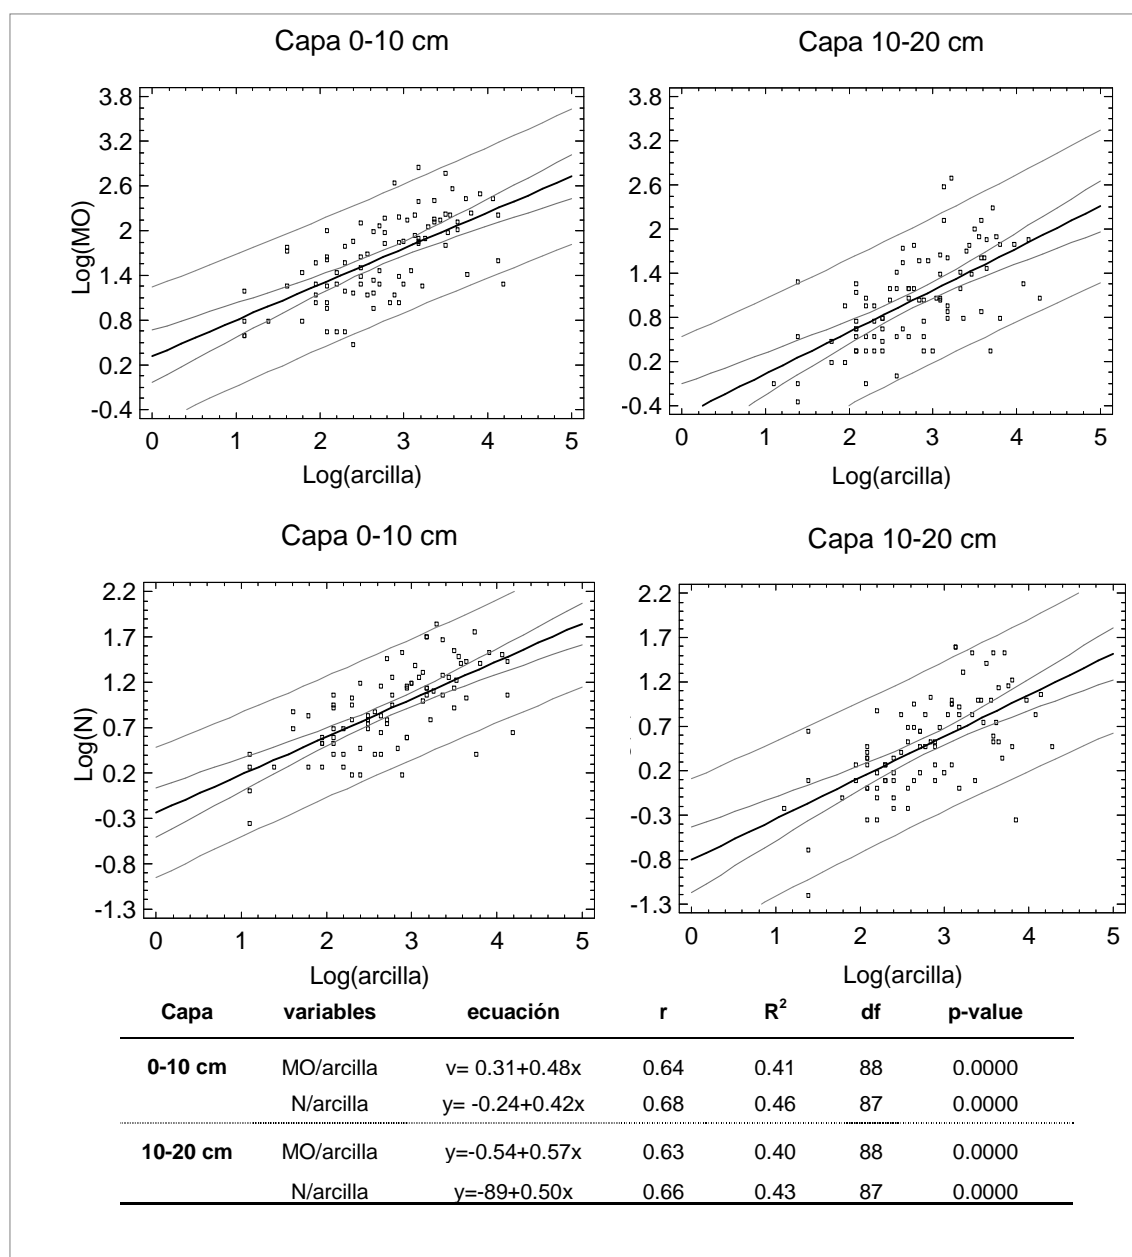 Capa 0-10 cm
Capa 10-20 cm
3.8
3.2
2.6
2
1.4
0.8
0.2
-0.4
Log(MO)
0 1 2 3 4 5
Log(arcilla)
3.8
3.2
2.6
2
1.4
0.8
0.2
-0.4
0 1 2 3 4 5
Log(arcilla)
Capa 0-10 cm
Capa 10-20 cm
2.2
1.7
1.2
0.7
0.2
-0.3
-0.8
-1.3
Log(N)
0 1 2 3 4 5
Log(arcilla)
2.2
1.7
1.2
0.7
0.2
-0.3
-0.8
-1.3
0 1 2 3 4 5
Log(arcilla)
Capa variables ecuación r R² df p-value
0-10 cm MO/arcilla v= 0.31+0.48x 0.64 0.41 88 0.0000
N/arcilla y= -0.24+0.42x 0.68 0.46 87 0.0000
10-20 cm MO/arcilla y=-0.54+0.57x 0.63 0.40 88 0.0000
N/arcilla y=-89+0.50x 0.66 0.43 87 0.0000